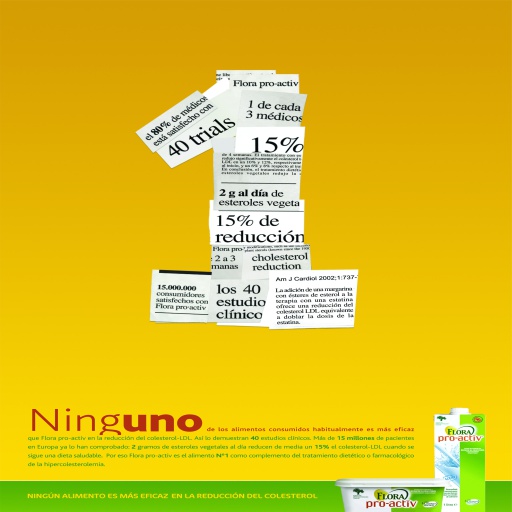 Flora pro-activ
el 80% de médicos
está satisfecho con
40 trials
1 de cada
3 médicos
15%
2 g al día de
esteroles vegeta
15% de
reducción
Flora pro-
2 a 3
manas
cholesterol
reduction
15.000.000
consumidores
satisfechos con
Flora pro-activ
los 40
estudio
clínico
Am J Cardiol 2002;1:737-
La adición de una margarina
con ésteres de esterol a la
terapia con una estatina
ofrece una reducción del
colesterol LDL equivalente
a doblar la dosis de la
estatina.
Ninguno de los alimentos consumidos habitualmente es más eficaz
que Flora pro-activ en la reducción del colesterol-LDL. Así lo demuestran 40 estudios clínicos. Más de 15 millones de pacientes
en Europa ya lo han comprobado: 2 gramos de esteroles vegetales al día reducen de media un 15% el colesterol-LDL cuando se
sigue una dieta saludable. Por eso Flora pro-activ es el alimento Nº1 como complemento del tratamiento dietético o farmacológico
de la hipercolesterolemia.
NINGÚN ALIMENTO ES MÁS EFICAZ EN LA REDUCCIÓN DEL COLESTEROL
FLORA
pro-activ
FLORA
pro-activ